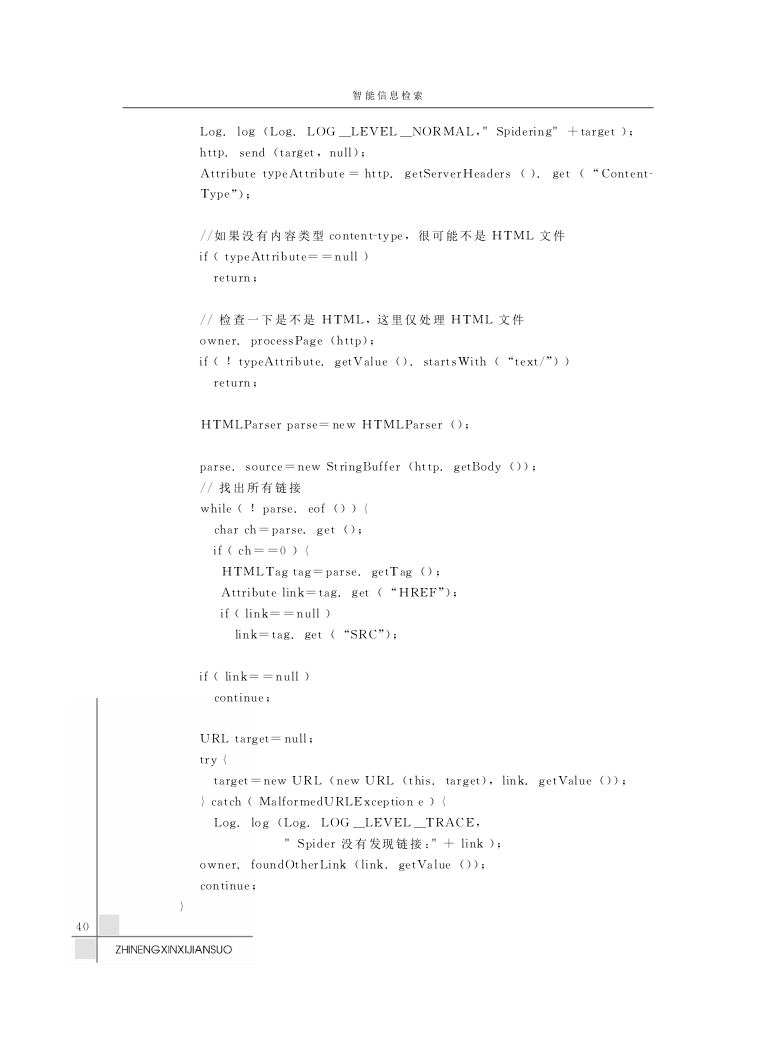 智能信息检索
Log. log (Log. LOG__LEVEL__NORMAL," Spidering" +target );
http. send (target, null);
Attribute typeAttribute = http. getServerHeaders ( ). get ( “Content-
Type”);
//如果没有内容类型 content-type，很可能不是 HTML 文件
if ( typeAttribute==null )
return;
// 检查一下是不是 HTML，这里仅处理 HTML 文件
owner. processPage (http);
if ( ! typeAttribute. getValue (). startsWith ( “text/”) )
return;
HTMLParser parse=new HTMLParser ();
parse. source=new StringBuffer (http. getBody ());
// 找出所有链接
while ( ! parse. eof () ) {
char ch=parse. get ();
if ( ch==0 ) {
HTMLTag tag=parse. getTag ();
Attribute link=tag. get ( “HREF”);
if ( link==null )
link=tag. get ( “SRC”);
if ( link==null )
continue;
URL target=null;
try {
target=new URL (new URL (this. target), link. getValue ());
} catch ( MalformedURLException e ) {
Log. log (Log. LOG__LEVEL__TRACE,
" Spider 没有发现链接:" + link );
owner. foundOtherLink (link. getValue ());
continue;
}
40
ZHINENGXINXIJIANSUO